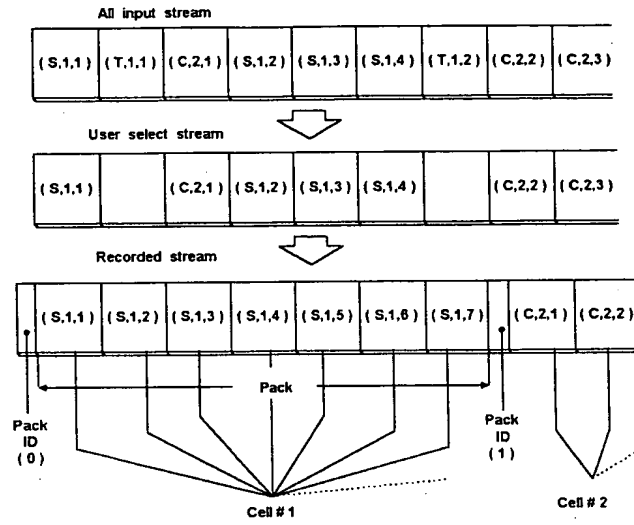 All input stream
( S,1,1 ) ( T,1,1 ) ( C,2,1 ) ( S,1,2 ) ( S,1,3 ) ( S,1,4 ) ( T,1,2 ) ( C,2,2 ) ( C,2,3 )
User select stream
( S,1,1 ) ( C,2,1 ) ( S,1,2 ) ( S,1,3 ) ( S,1,4 ) ( C,2,2 ) ( C,2,3 )
Recorded stream
( S,1,1 ) ( S,1,2 ) ( S,1,3 ) ( S,1,4 ) ( S,1,5 ) ( S,1,6 ) ( S,1,7 ) ( C,2,1 ) ( C,2,2 )
Pack
Pack
ID
( 0 )
Pack
ID
( 1 )
Cell # 1
Cell # 2